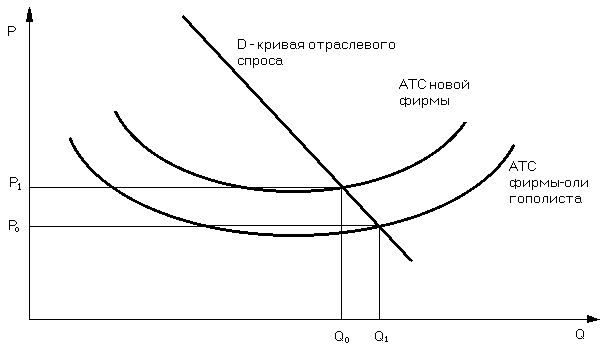 P
D - кривая отраслевого
спроса
АТС новой
фирмы
АТС
фирмы-оли
гополиста
P₁
P₀
Q₀
Q₁
Q